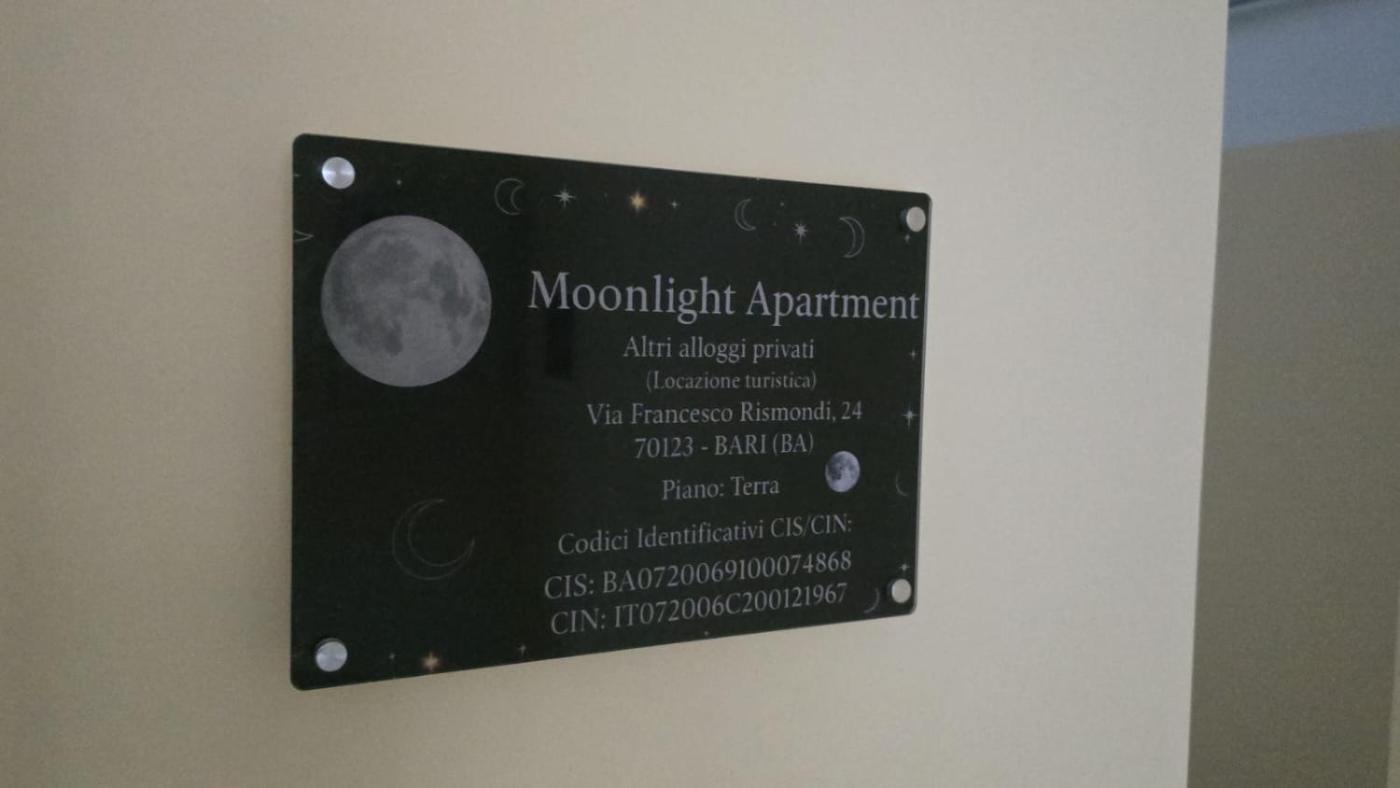 Moonlight Apartment
Altri alloggi privati
(Locazione turistica)
Via Francesco Rismondi, 24
70123 - BARI (BA)
Piano: Terra
Codici Identificativi CIS/CIN:
CIS: BA0720069100074868
CIN: IT072006C200121967